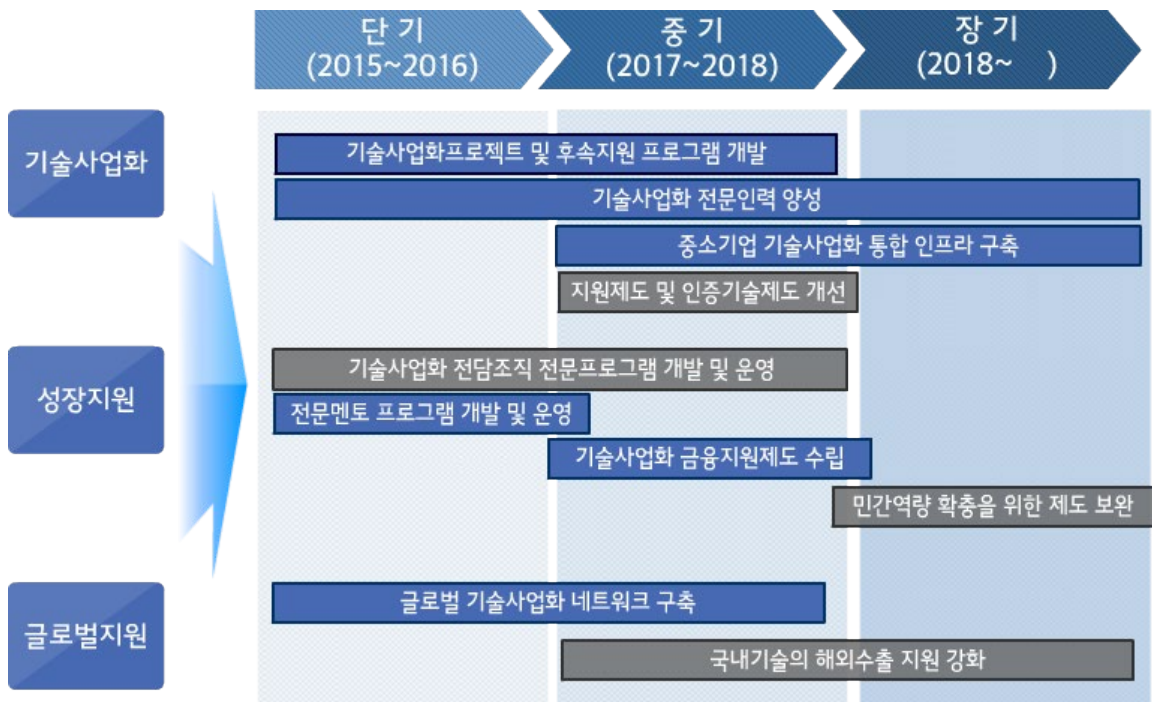 단 기
(2015~2016)
중 기
(2017~2018)
장 기
(2018~ )
기술사업화
기술사업화프로젝트 및 후속지원 프로그램 개발
기술사업화 전문인력 양성
중소기업 기술사업화 통합 인프라 구축
지원제도 및 인증기술제도 개선
성장지원
기술사업화 전담조직 전문프로그램 개발 및 운영
전문멘토 프로그램 개발 및 운영
기술사업화 금융지원제도 수립
민간역량 확충을 위한 제도 보완
글로벌지원
글로벌 기술사업화 네트워크 구축
국내기술의 해외수출 지원 강화